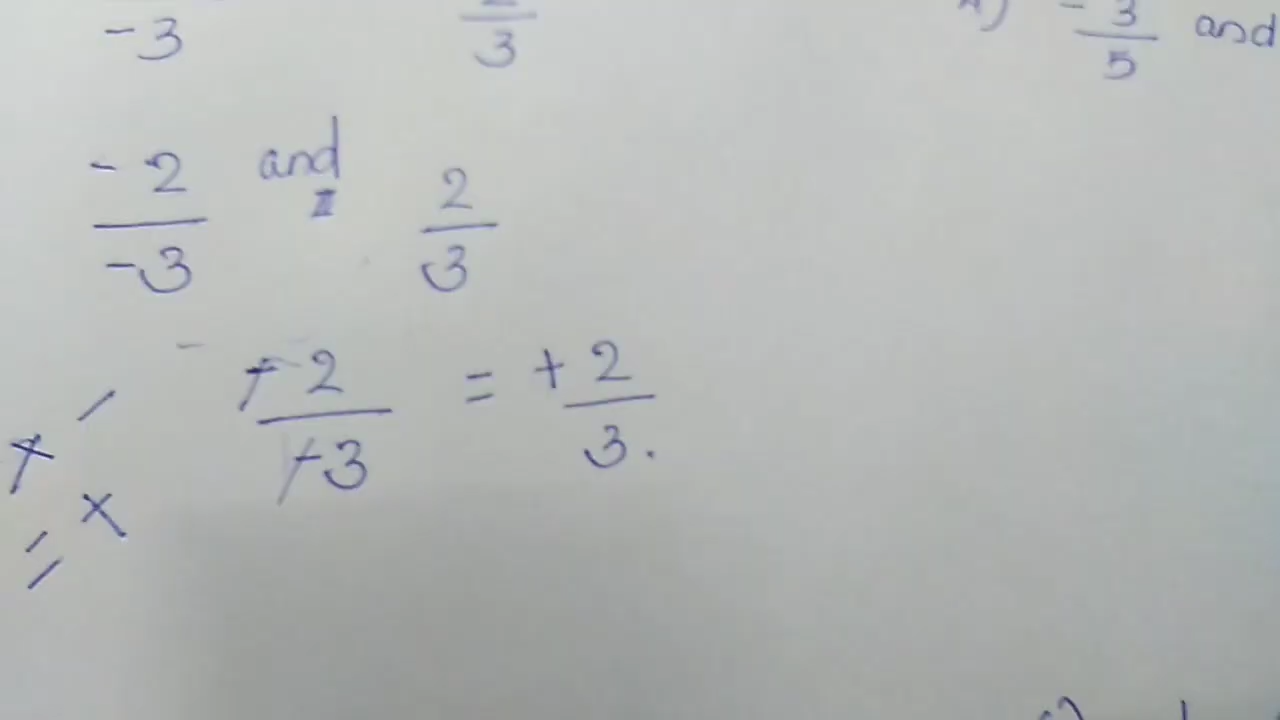 -3 3
-3/5 and
-2/-3 and 2/3
-2/-3 = +2/3.